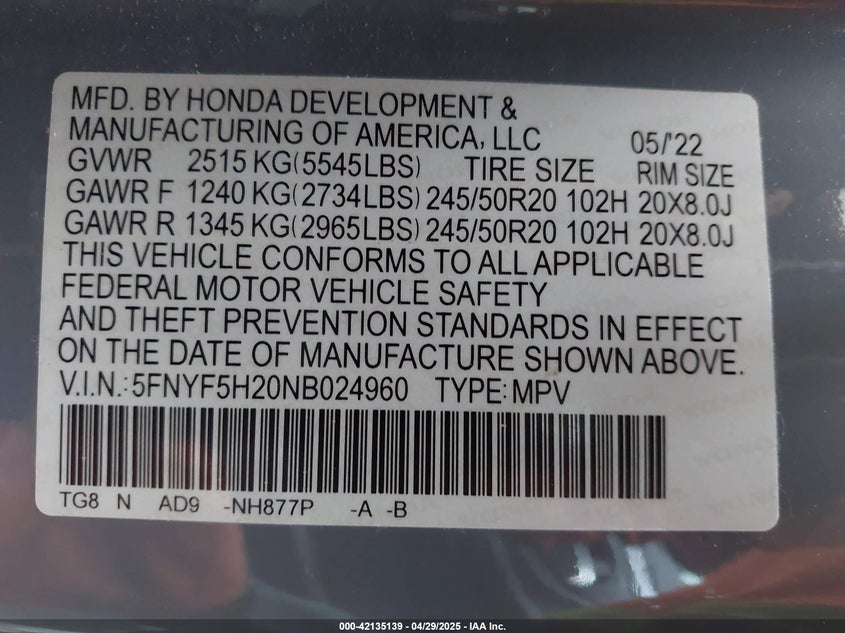 MFD. BY HONDA DEVELOPMENT &
MANUFACTURING OF AMERICA, LLC 05/'22
GVWR 2515 KG(5545LBS) TIRE SIZE RIM SIZE
GAWR F 1240 KG(2734LBS) 245/50R20 102H 20X8.0J
GAWR R 1345 KG(2965LBS) 245/50R20 102H 20X8.0J
THIS VEHICLE CONFORMS TO ALL APPLICABLE
FEDERAL MOTOR VEHICLE SAFETY
AND THEFT PREVENTION STANDARDS IN EFFECT
ON THE DATE OF MANUFACTURE SHOWN ABOVE.
V.I.N.: 5FNYF5H20NB024960 TYPE: MPV
TG8 N AD9 -NH877P -A -B
000-42135139 - 04/29/2025 - IAA Inc.